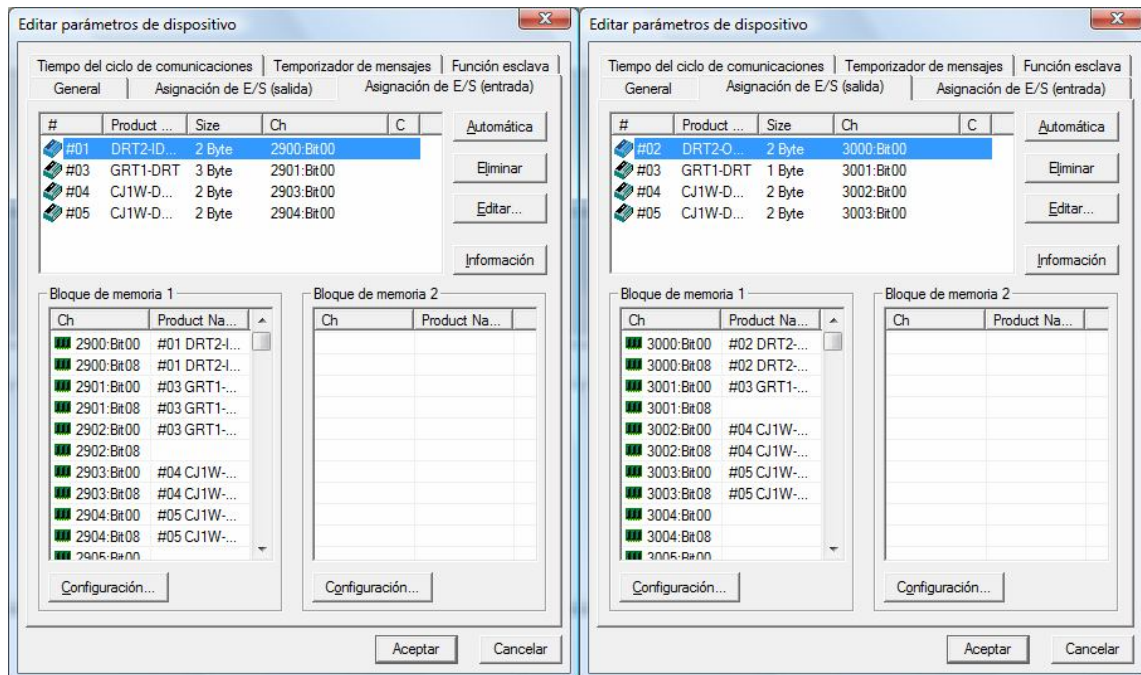 Editar parámetros de dispositivo
Tiempo del ciclo de comunicaciones Temporizador de mensajes Función esclava
General Asignación de E/S (salida) Asignación de E/S (entrada)
# Product ... Size Ch C
#01 DRT2-ID... 2 Byte 2900:Bit00
#03 GRT1-DRT 3 Byte 2901:Bit00
#04 CJ1W-D... 2 Byte 2903:Bit00
#05 CJ1W-D... 2 Byte 2904:Bit00
Automática
Eliminar
Editar...
Información
Bloque de memoria 1
Ch Product Na...
2900:Bit00 #01 DRT2-I...
2900:Bit08 #01 DRT2-I...
2901:Bit00 #03 GRT1-...
2901:Bit08 #03 GRT1-...
2902:Bit00 #03 GRT1-...
2902:Bit08
2903:Bit00 #04 CJ1W-...
2903:Bit08 #04 CJ1W-...
2904:Bit00 #05 CJ1W-...
2904:Bit08 #05 CJ1W-...
2905:Bit00
Configuración...
Bloque de memoria 2
Ch Product Na...
Configuración...
Aceptar Cancelar
Editar parámetros de dispositivo
Tiempo del ciclo de comunicaciones Temporizador de mensajes Función esclava
General Asignación de E/S (salida) Asignación de E/S (entrada)
# Product ... Size Ch C
#02 DRT2-O... 2 Byte 3000:Bit00
#03 GRT1-DRT 1 Byte 3001:Bit00
#04 CJ1W-D... 2 Byte 3002:Bit00
#05 CJ1W-D... 2 Byte 3003:Bit00
Automática
Eliminar
Editar...
Información
Bloque de memoria 1
Ch Product Na...
3000:Bit00 #02 DRT2-...
3000:Bit08 #02 DRT2-...
3001:Bit00 #03 GRT1-...
3001:Bit08
3002:Bit00 #04 CJ1W-...
3002:Bit08 #04 CJ1W-...
3003:Bit00 #05 CJ1W-...
3003:Bit08 #05 CJ1W-...
3004:Bit00
3004:Bit08
3005:Bit00
Configuración...
Bloque de memoria 2
Ch Product Na...
Configuración...
Aceptar Cancelar